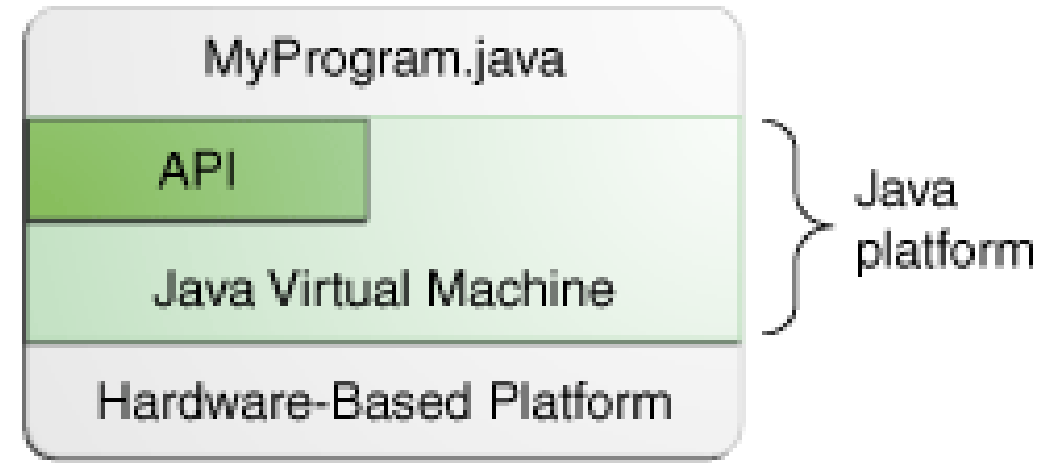 MyProgram.java
API
Java Virtual Machine
Hardware-Based Platform
Java
platform